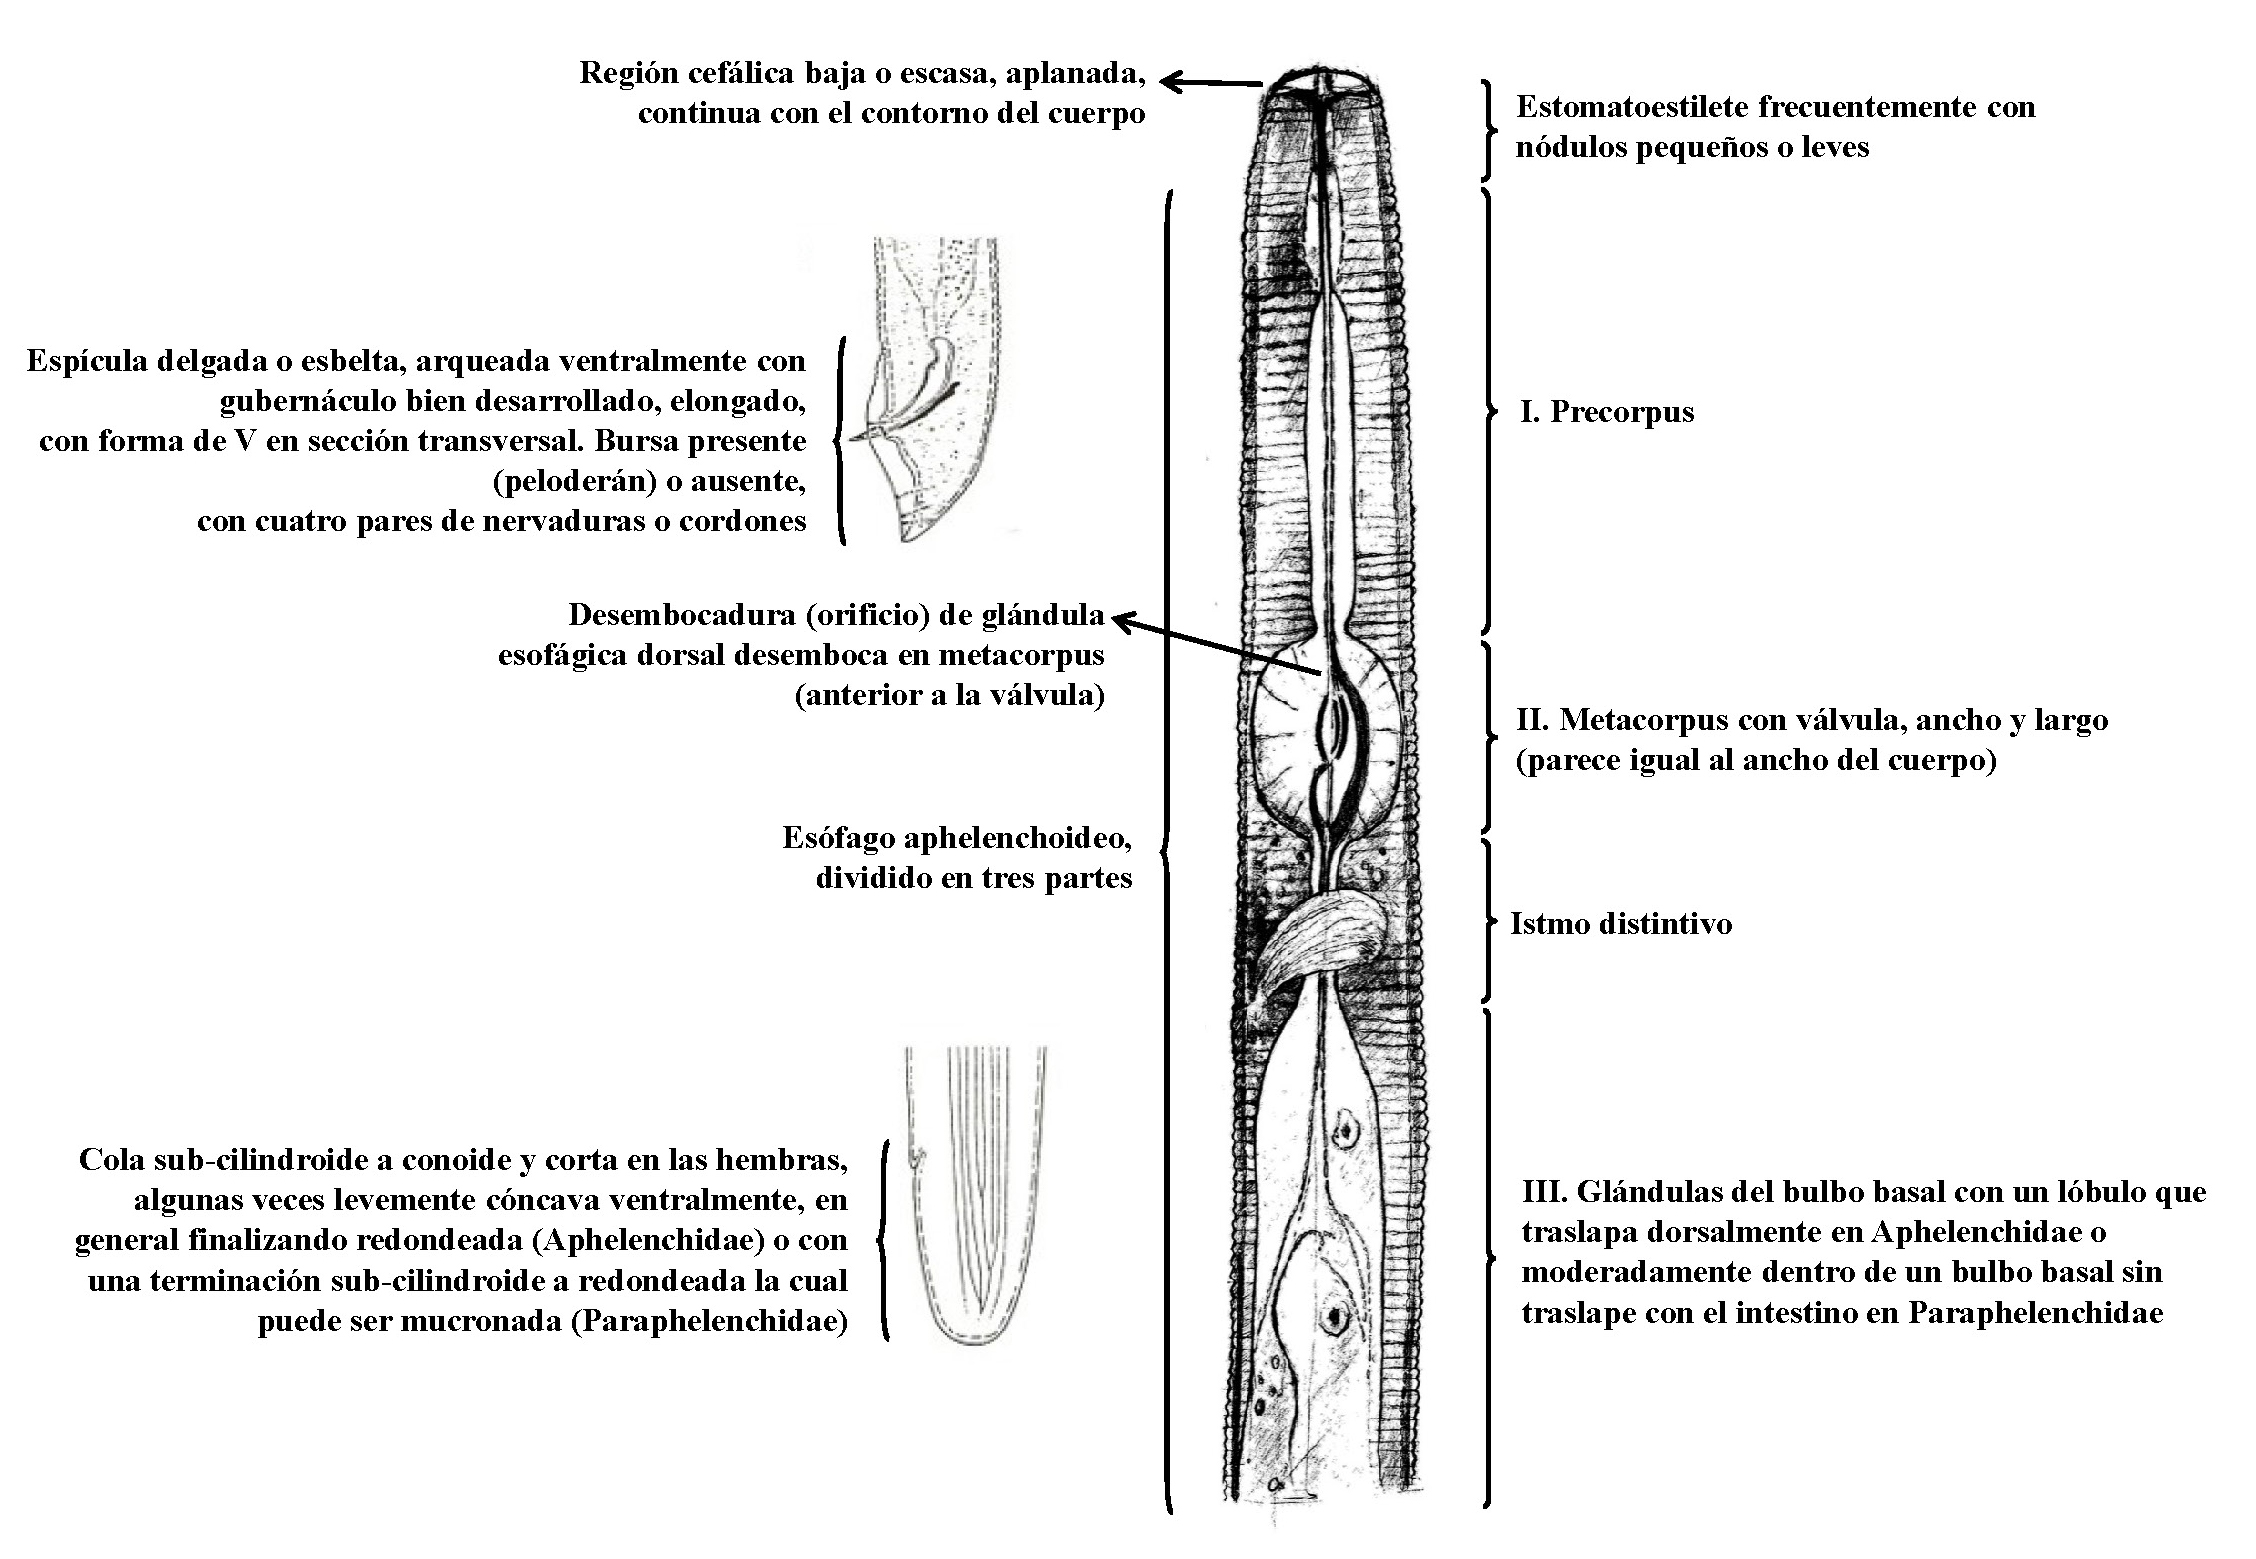 Región cefálica baja o escasa, aplanada,
continua con el contorno del cuerpo
Estomatoestilete frecuentemente con
nódulos pequeños o leves
Espícula delgada o esbelta, arqueada ventralmente con
gubernáculo bien desarrollado, elongado,
con forma de V en sección transversal. Bursa presente
(peloderán) o ausente,
con cuatro pares de nervaduras o cordones
I. Precorpus
Desembocadura (orificio) de glándula
esofágica dorsal desemboca en metacorpus
(anterior a la válvula)
II. Metacorpus con válvula, ancho y largo
(parece igual al ancho del cuerpo)
Esófago aphelenchoideo,
dividido en tres partes
Istmo distintivo
Cola sub-cilindroide a conoide y corta en las hembras,
algunas veces levemente cóncava ventralmente, en
general finalizando redondeada (Aphelenchidae) o con
una terminación sub-cilindroide a redondeada la cual
puede ser mucronada (Paraphelenchidae)
III. Glándulas del bulbo basal con un lóbulo que
traslapa dorsalmente en Aphelenchidae o
moderadamente dentro de un bulbo basal sin
traslape con el intestino en Paraphelenchidae